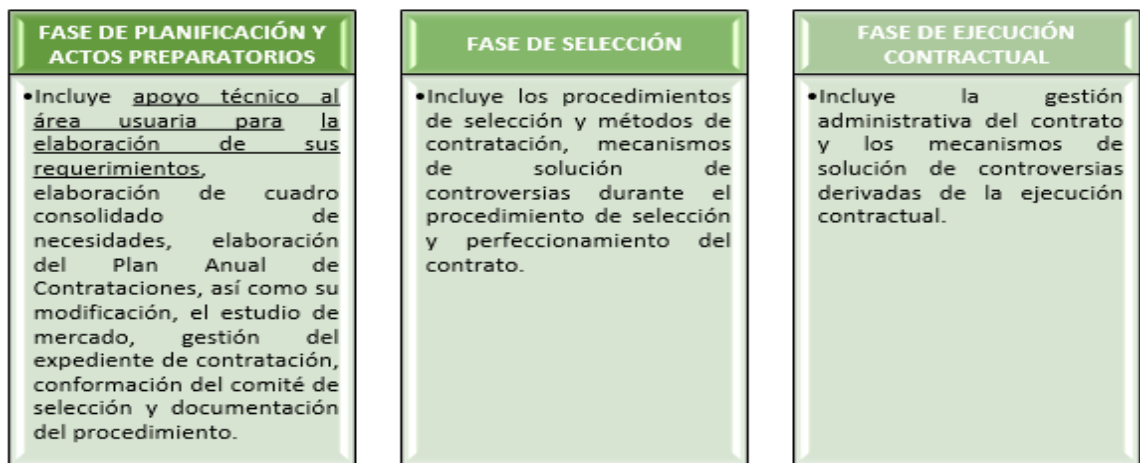 FASE DE PLANIFICACIÓN Y
ACTOS PREPARATORIOS
•Incluye apoyo técnico al
área usuaria para la
elaboración de sus
requerimientos,
elaboración de cuadro
consolidado de
necesidades, elaboración
del Plan Anual de
Contrataciones, así como su
modificación, el estudio de
mercado, gestión del
expediente de contratación,
conformación del comité de
selección y documentación
del procedimiento.
FASE DE SELECCIÓN
•Incluye los procedimientos
de selección y métodos de
contratación, mecanismos
de solución de
controversias durante el
procedimiento de selección
y perfeccionamiento del
contrato.
FASE DE EJECUCIÓN
CONTRACTUAL
•Incluye la gestión
administrativa del contrato
y los mecanismos de
solución de controversias
derivadas de la ejecución
contractual.